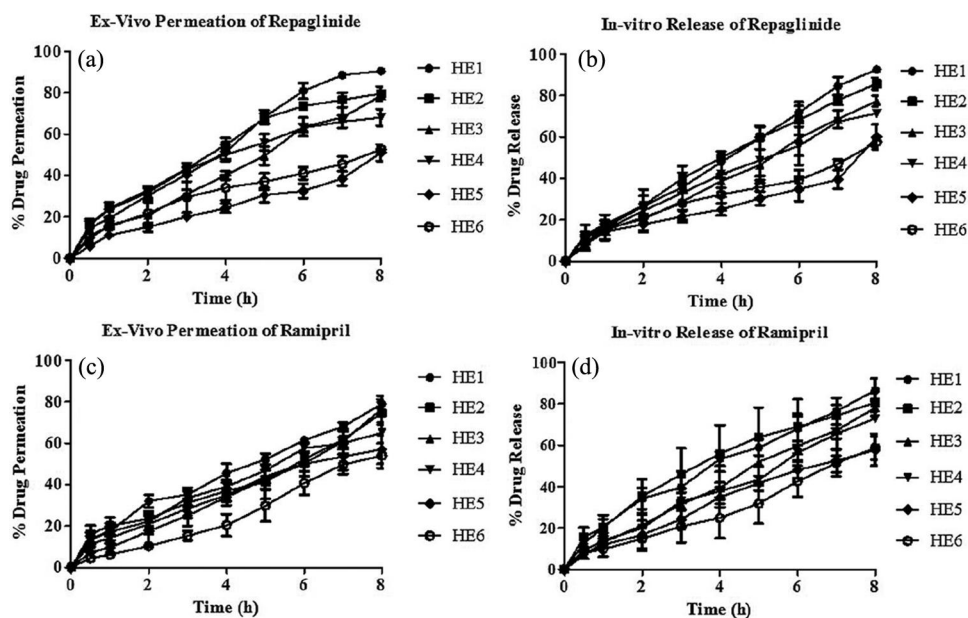 Ex-Vivo Permeation of Repaglinide
(a)
% Drug Permeation
100
80
60
40
20
0
0 2 4 6 8
Time (h)
HE1
HE2
HE3
HE4
HE5
HE6
In-vitro Release of Repaglinide
(b)
% Drug Release
100
80
60
40
20
0
0 2 4 6 8
Time (h)
HE1
HE2
HE3
HE4
HE5
HE6
Ex-Vivo Permeation of Ramipril
(c)
% Drug Permeation
100
80
60
40
20
0
0 2 4 6 8
Time (h)
HE1
HE2
HE3
HE4
HE5
HE6
In-vitro Release of Ramipril
(d)
% Drug Release
100
80
60
40
20
0
0 2 4 6 8
Time (h)
HE1
HE2
HE3
HE4
HE5
HE6